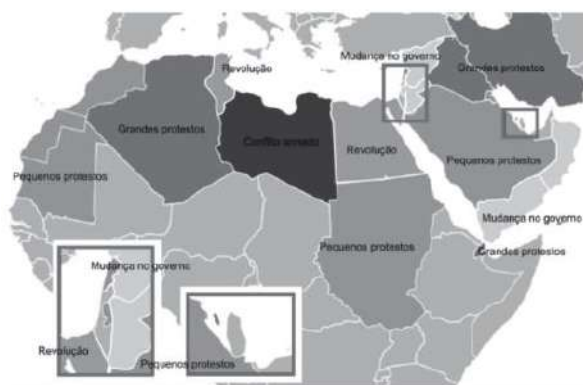 Mudança no governo
Revolução
Grandes protestos
Grandes protestos
Conflito armado
Revolução
Pequenos protestos
Pequenos protestos
Mudança no governo
Pequenos protestos
Grandes protestos
Mudança no governo
Revolução
Pequenos protestos